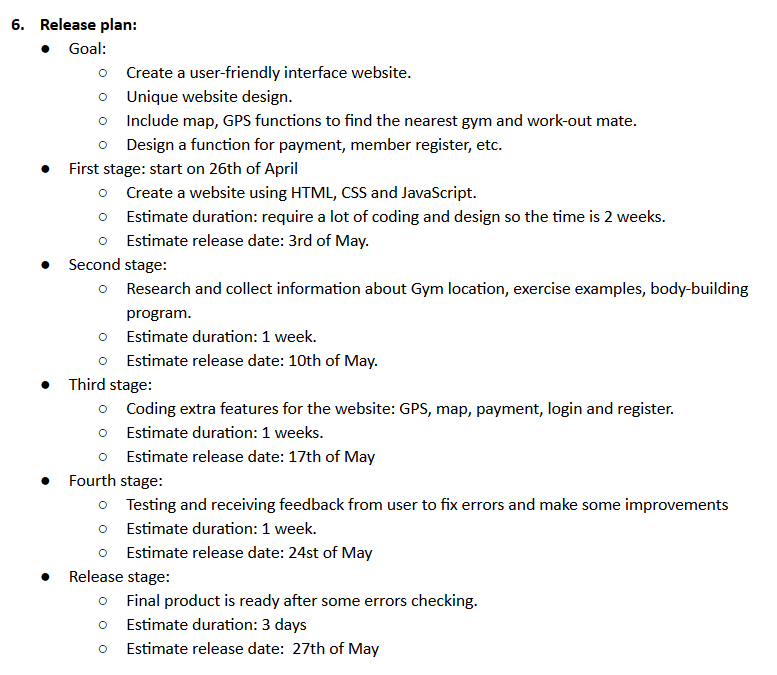 6. Release plan:
● Goal:
○ Create a user-friendly interface website.
○ Unique website design.
○ Include map, GPS functions to find the nearest gym and work-out mate.
○ Design a function for payment, member register, etc.
● First stage: start on 26th of April
○ Create a website using HTML, CSS and JavaScript.
○ Estimate duration: require a lot of coding and design so the time is 2 weeks.
○ Estimate release date: 3rd of May.
● Second stage:
○ Research and collect information about Gym location, exercise examples, body-building
program.
○ Estimate duration: 1 week.
○ Estimate release date: 10th of May.
● Third stage:
○ Coding extra features for the website: GPS, map, payment, login and register.
○ Estimate duration: 1 weeks.
○ Estimate release date: 17th of May
● Fourth stage:
○ Testing and receiving feedback from user to fix errors and make some improvements
○ Estimate duration: 1 week.
○ Estimate release date: 24st of May
● Release stage:
○ Final product is ready after some errors checking.
○ Estimate duration: 3 days
○ Estimate release date:  27th of May